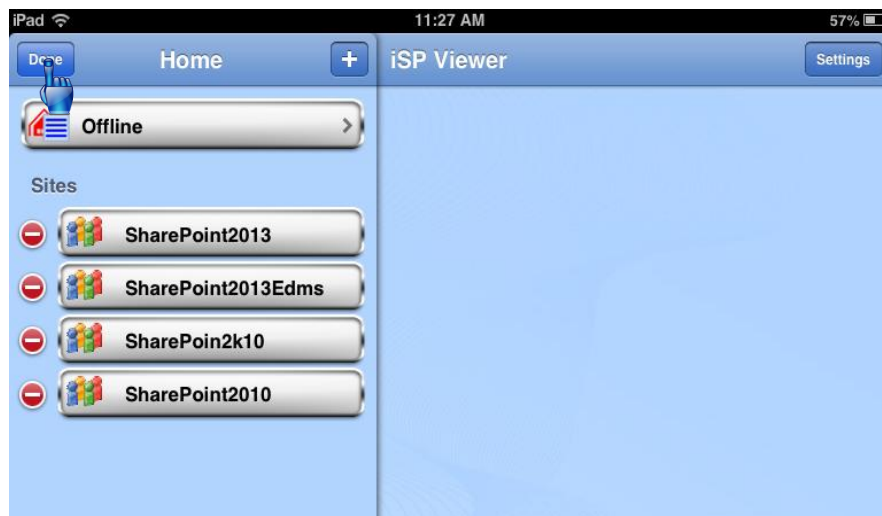 iPad 11:27 AM 57%
Done Home + iSP Viewer Settings
Offline
Sites
SharePoint2013
SharePoint2013Edms
SharePoin2k10
SharePoint2010